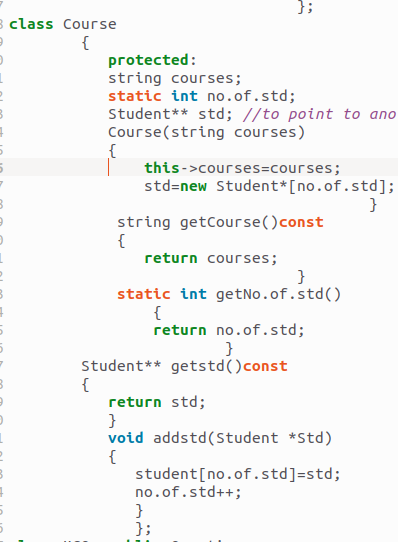 };
class Course
{
protected:
string courses;
static int no.of.std;
Student** std; //to point to ano
Course(string courses)
{
this->courses=courses;
std=new Student*[no.of.std];
}
string getCourse()const
{
return courses;
}
static int getNo.of.std()
{
return no.of.std;
}
Student** getstd()const
{
return std;
}
void addstd(Student *Std)
{
student[no.of.std]=std;
no.of.std++;
}
};